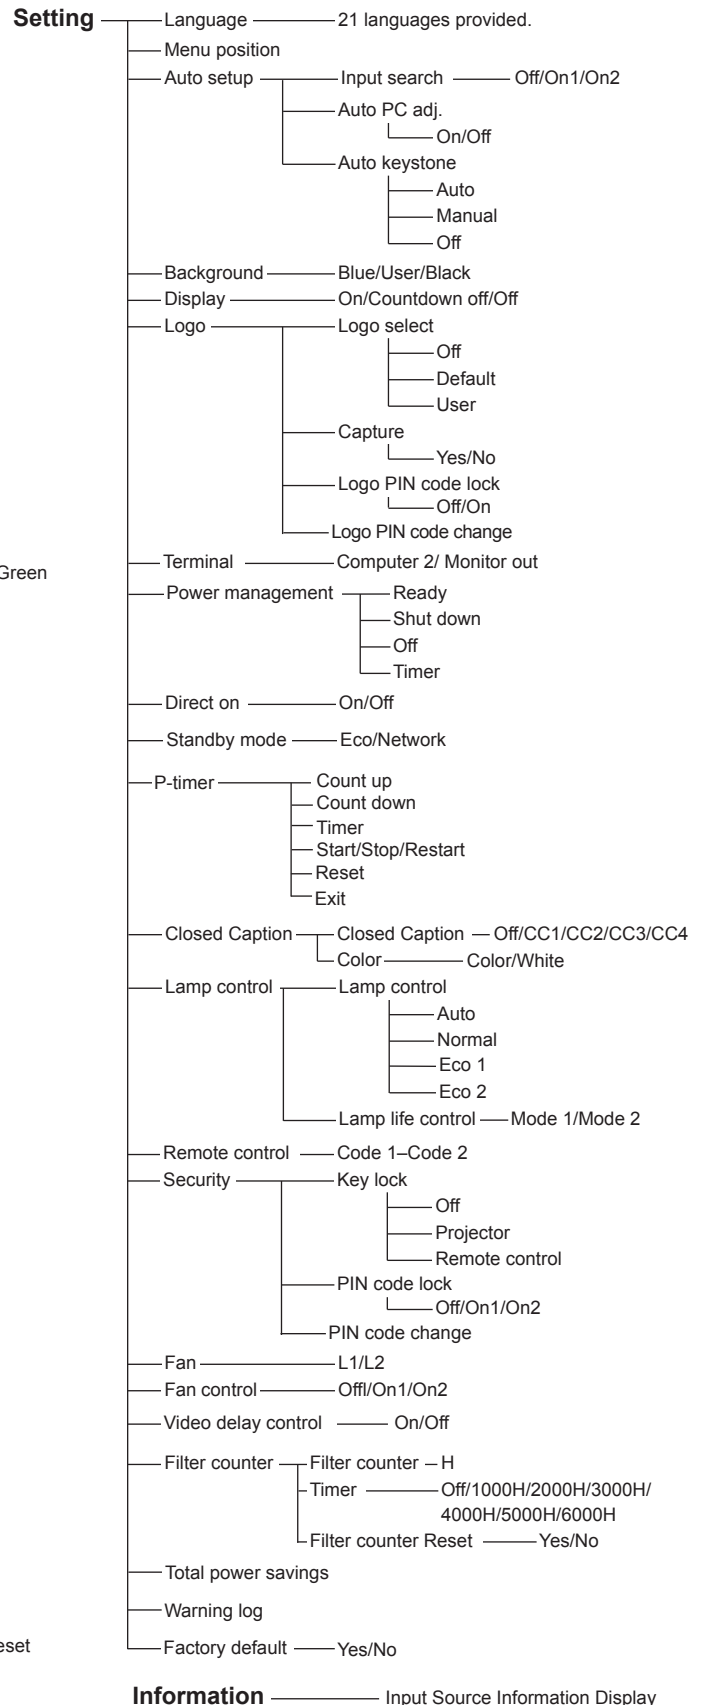 Setting Language 21 languages provided.
Menu position
Auto setup Input search Off/On1/On2
Auto PC adj.
On/Off
Auto keystone
Auto
Manual
Off
Background Blue/User/Black
Display On/Countdown off/Off
Logo Logo select
Off
Default
User
Capture
Yes/No
Logo PIN code lock
Off/On
Logo PIN code change
Terminal Computer 2/ Monitor out
Green
Power management Ready
Shut down
Off
Timer
Direct on On/Off
Standby mode Eco/Network
P-timer Count up
Count down
Timer
Start/Stop/Restart
Reset
Exit
Closed Caption Closed Caption Off/CC1/CC2/CC3/CC4
Color Color/White
Lamp control Lamp control
Auto
Normal
Eco 1
Eco 2
Lamp life control Mode 1/Mode 2
Remote control Code 1–Code 2
Security Key lock
Off
Projector
Remote control
PIN code lock
Off/On1/On2
PIN code change
Fan L1/L2
Fan control Offl/On1/On2
Video delay control On/Off
Filter counter Filter counter H
Timer Off/1000H/2000H/3000H/
4000H/5000H/6000H
Filter counter Reset Yes/No
Total power savings
Warning log
eset
Factory default Yes/No
Information Input Source Information Display